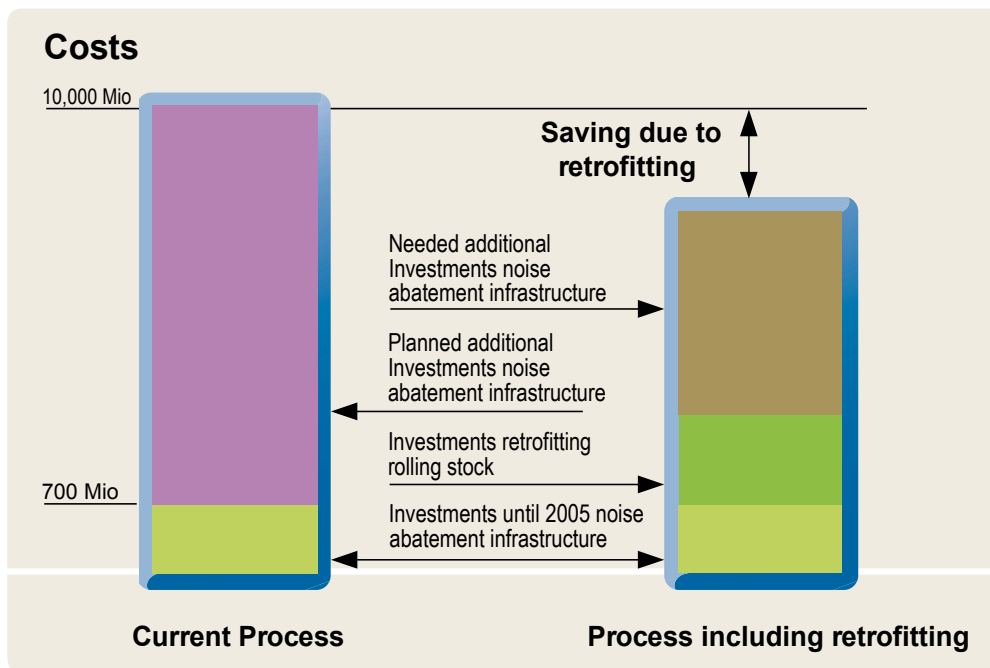 Costs
10,000 Mio
Saving due to
retrofitting
Needed additional
Investments noise
abatement infrastructure
Planned additional
Investments noise
abatement infrastructure
Investments retrofitting
rolling stock
700 Mio
Investments until 2005 noise
abatement infrastructure
Current Process
Process including retrofitting